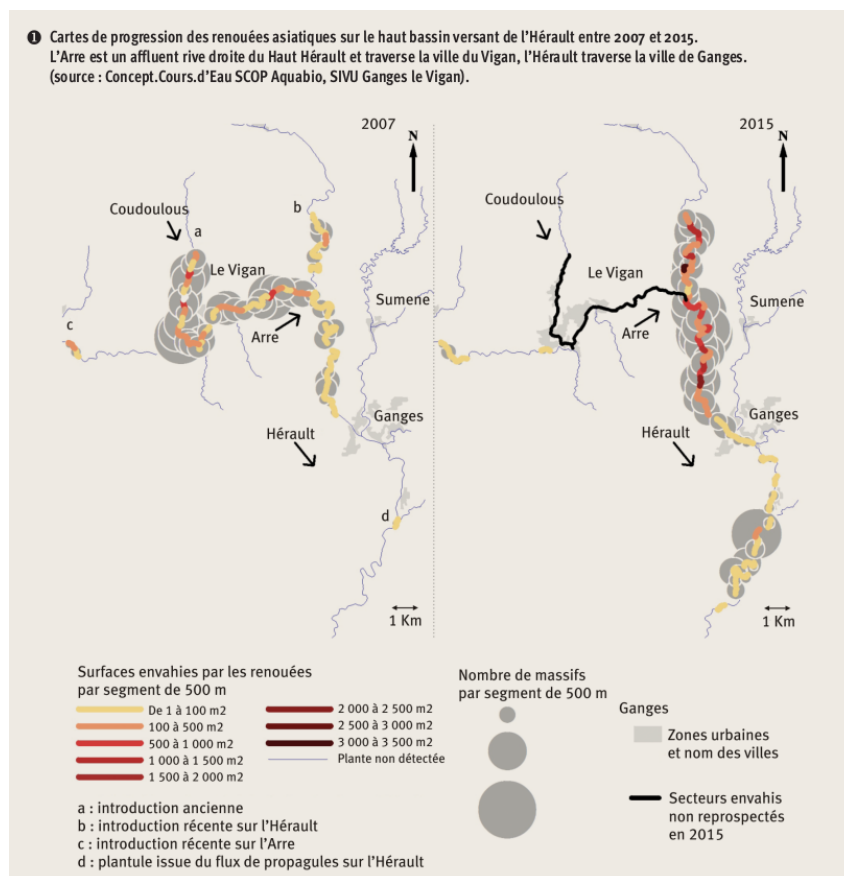 ❶ Cartes de progression des renouées asiatiques sur le haut bassin versant de l'Hérault entre 2007 et 2015.
L'Arre est un affluent rive droite du Haut Hérault et traverse la ville du Vigan, l'Hérault traverse la ville de Ganges.
(source : Concept.Cours.d'Eau SCOP Aquabio, SIVU Ganges le Vigan).
2007
N
Coudoulous
a
b
Le Vigan
Sumene
c
Arre
Ganges
Hérault
d
1 Km
2015
N
Coudoulous
Le Vigan
Sumene
Arre
Ganges
Hérault
1 Km
Surfaces envahies par les renouées
par segment de 500 m
De 1 à 100 m2
100 à 500 m2
500 à 1 000 m2
1 000 à 1 500 m2
1 500 à 2 000 m2
2 000 à 2 500 m2
2 500 à 3 000 m2
3 000 à 3 500 m2
Plante non détectée
a : introduction ancienne
b : introduction récente sur l'Hérault
c : introduction récente sur l'Arre
d : plantule issue du flux de propagules sur l'Hérault
Nombre de massifs
par segment de 500 m
Ganges
Zones urbaines
et nom des villes
Secteurs envahis
non reprospectés
en 2015